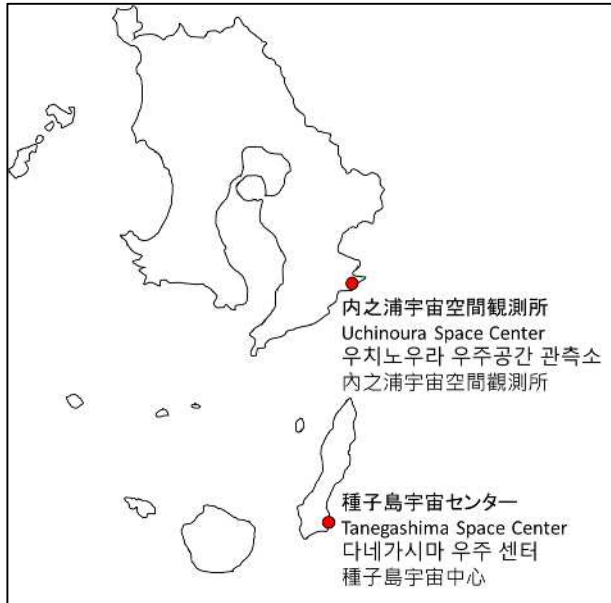 内之浦宇宙空間観測所
Uchinoura Space Center
우치노우라 우주공간 관측소
內之浦宇宙空間觀測所
種子島宇宙センター
Tanegashima Space Center
다네가시마 우주 센터
種子島宇宙中心